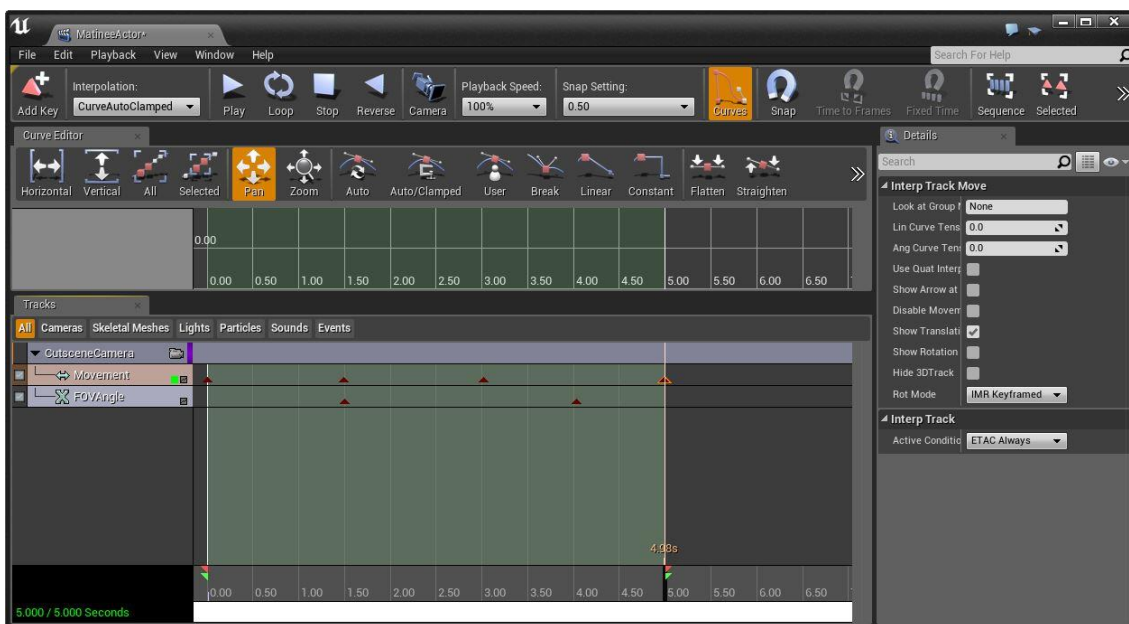 MatineeActor*
File Edit Playback View Window Help
Search For Help
Add Key
Interpolation:
CurveAutoClamped
Play Loop Stop Reverse Camera
Playback Speed:
100%
Snap Setting:
0.50
Curves Snap Time to Frames Fixed Time Sequence Selected
Curve Editor
Horizontal Vertical All Selected Pan Zoom Auto Auto/Clamped User Break Linear Constant Flatten Straighten
0.00
0.00 0.50 1.00 1.50 2.00 2.50 3.00 3.50 4.00 4.50 5.00 5.50 6.00 6.50
Tracks
All Cameras Skeletal Meshes Lights Particles Sounds Events
CutsceneCamera
Movement
FOVAngle
4.98s
0.00 0.50 1.00 1.50 2.00 2.50 3.00 3.50 4.00 4.50 5.00 5.50 6.00 6.50
5.000 / 5.000 Seconds
Details
Search
Interp Track Move
Look at Group None
Lin Curve Tens 0.0
Ang Curve Ten 0.0
Use Quat Interp
Show Arrow at
Disable Movem
Show Translati
Show Rotation
Hide 3DTrack
Rot Mode IMR Keyframed
Interp Track
Active Conditio ETAC Always